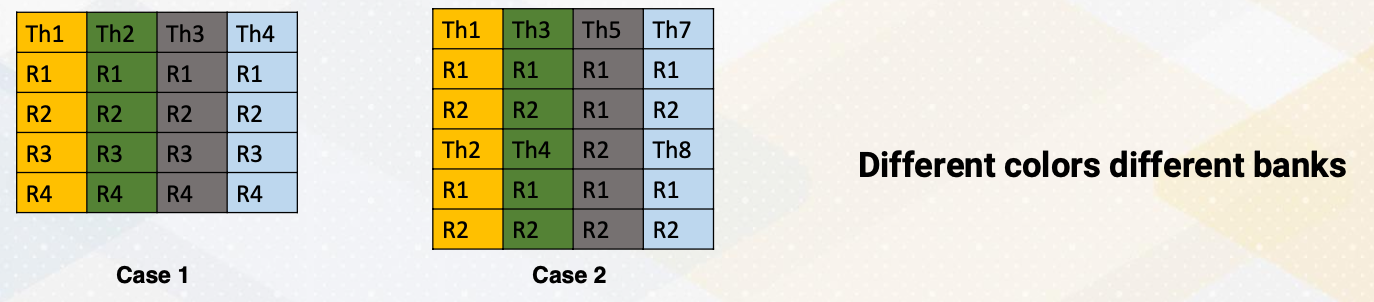 Th1 Th2 Th3 Th4
R1 R1 R1 R1
R2 R2 R2 R2
R3 R3 R3 R3
R4 R4 R4 R4
Case 1
Th1 Th3 Th5 Th7
R1 R1 R1 R1
R2 R2 R1 R2
Th2 Th4 R2 Th8
R1 R1 R1 R1
R2 R2 R2 R2
Case 2
Different colors different banks